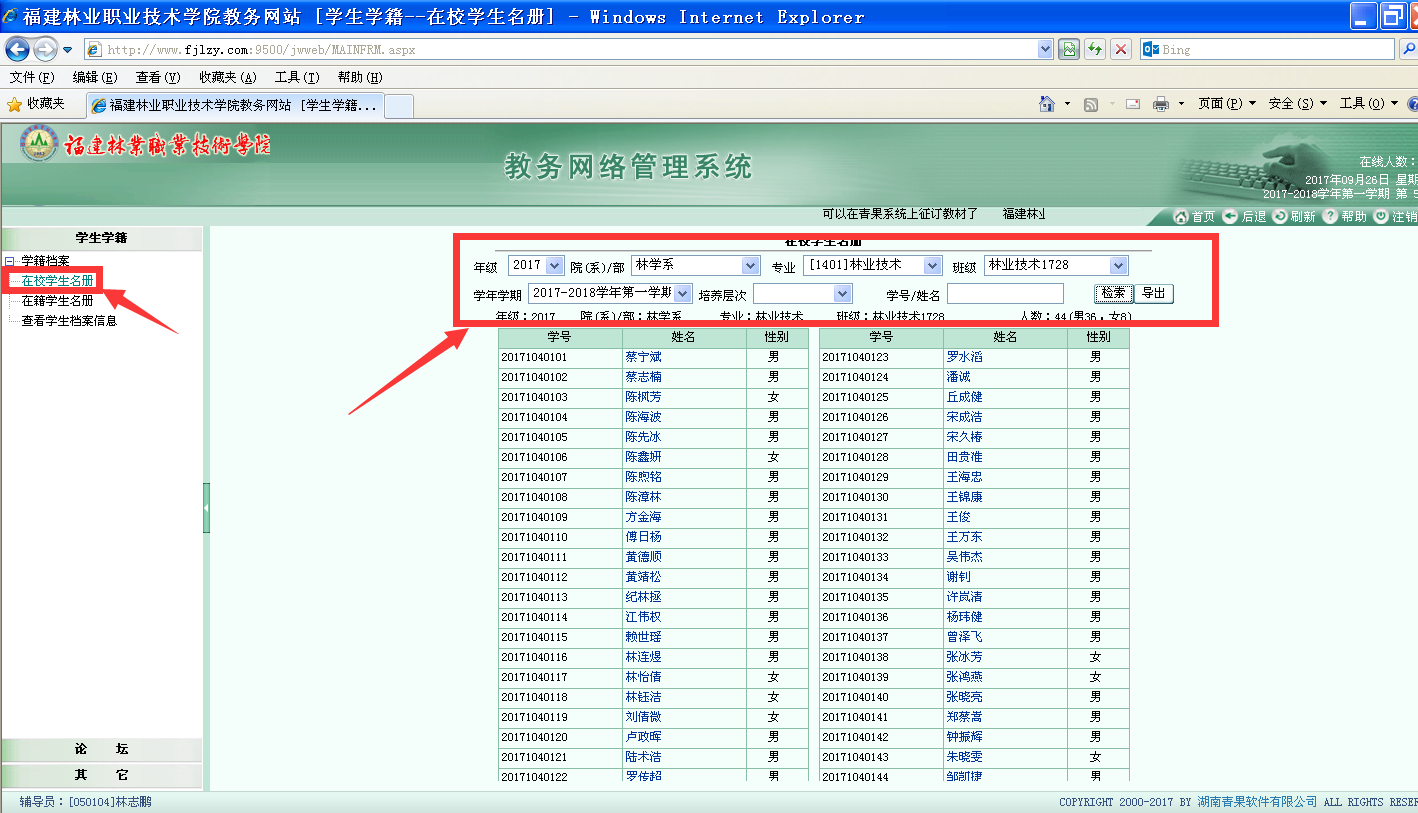 福建林业职业技术学院教务网站 [学生学籍--在校学生名册] - Windows Internet Explorer
http://www.fjlzy.com:9500/jwweb/MAINFRM.aspx
Bing
文件(F) 编辑(E) 查看(V) 收藏夹(A) 工具(T) 帮助(H)
收藏夹 福建林业职业技术学院教务网站 [学生学籍... 页面(P) 安全(S) 工具(O)
福建林業職業技術學院
教务网络管理系统
在线人数：
2017年09月26日 星期
2017-2018学年第一学期 第 5
可以在青果系统上征订教材了 福建林业
首页 后退 刷新 帮助 注销
学生学籍
学籍档案
在校学生名册
在籍学生名册
查看学生档案信息
论 坛
其 它
在校学生名册
年级 2017 院(系)/部 林学系 专业 [1401]林业技术 班级 林业技术1728
学年学期 2017-2018学年第一学期 培养层次 学号/姓名 检索 导出
年级：2017 院(系)/部：林学系 专业：林业技术 班级：林业技术1728 人数：44(男36，女8)
学号 姓名 性别 学号 姓名 性别
20171040101 蔡宁斌 男 20171040123 罗水滔 男
20171040102 蔡志楠 男 20171040124 潘诚 男
20171040103 陈枫芳 女 20171040125 丘成健 男
20171040104 陈海波 男 20171040126 宋成浩 男
20171040105 陈先冰 男 20171040127 宋久椿 男
20171040106 陈鑫妍 女 20171040128 田贵淮 男
20171040107 陈煦铭 男 20171040129 王海忠 男
20171040108 陈漳林 男 20171040130 王锦康 男
20171040109 方金海 男 20171040131 王俊 男
20171040110 傅日杨 男 20171040132 王万东 男
20171040111 黄德顺 男 20171040133 吴伟杰 男
20171040112 黄靖松 男 20171040134 谢钊 男
20171040113 纪林拯 男 20171040135 许岚清 男
20171040114 江伟权 男 20171040136 杨玮健 男
20171040115 赖世瑶 男 20171040137 曾泽飞 男
20171040116 林连煜 男 20171040138 张冰芳 女
20171040117 林怡倩 女 20171040139 张鸿燕 女
20171040118 林钰洁 女 20171040140 张晓亮 男
20171040119 刘倩微 女 20171040141 郑蔡嵩 男
20171040120 卢政晖 男 20171040142 钟振辉 男
20171040121 陆术浩 男 20171040143 朱晓雯 女
20171040122 罗传韶 男 20171040144 邹凯捷 男
辅导员：[050104]林志鹏
COPYRIGHT 2000-2017 BY 湖南青果软件有限公司 ALL RIGHTS RESER